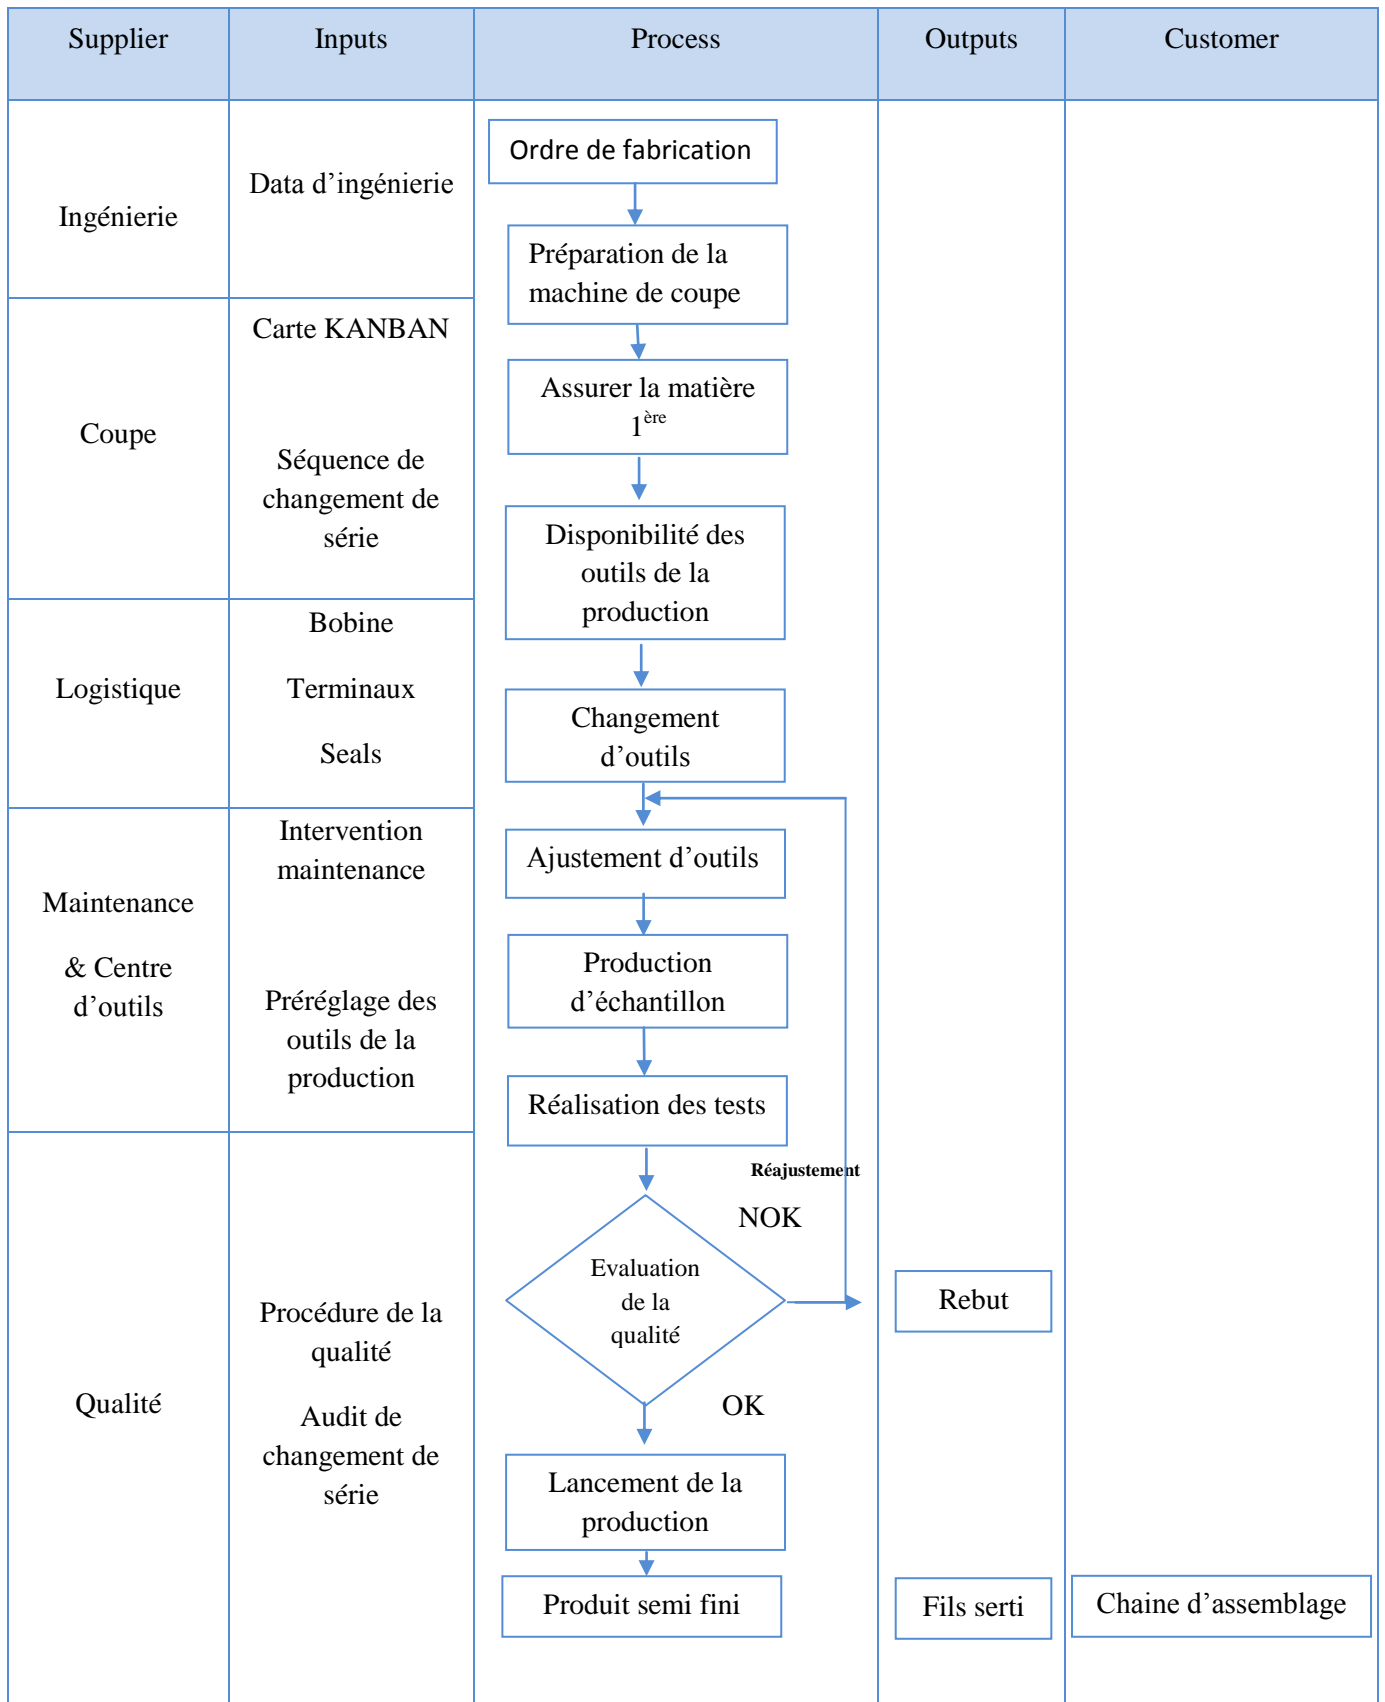 Supplier
Inputs
Process
Outputs
Customer
Ingénierie
Data d’ingénierie
Coupe
Carte KANBAN
Séquence de
changement de
série
Logistique
Bobine
Terminaux
Seals
Maintenance
& Centre
d’outils
Intervention
maintenance
Préréglage des
outils de la
production
Qualité
Procédure de la
qualité
Audit de
changement de
série
Ordre de fabrication
Préparation de la
machine de coupe
Assurer la matière
1ère
Disponibilité des
outils de la
production
Changement
d’outils
Ajustement d’outils
Production
d’échantillon
Réalisation des tests
Réajustement
NOK
Evaluation
de la
qualité
OK
Lancement de la
production
Produit semi fini
Rebut
Fils serti
Chaine d’assemblage